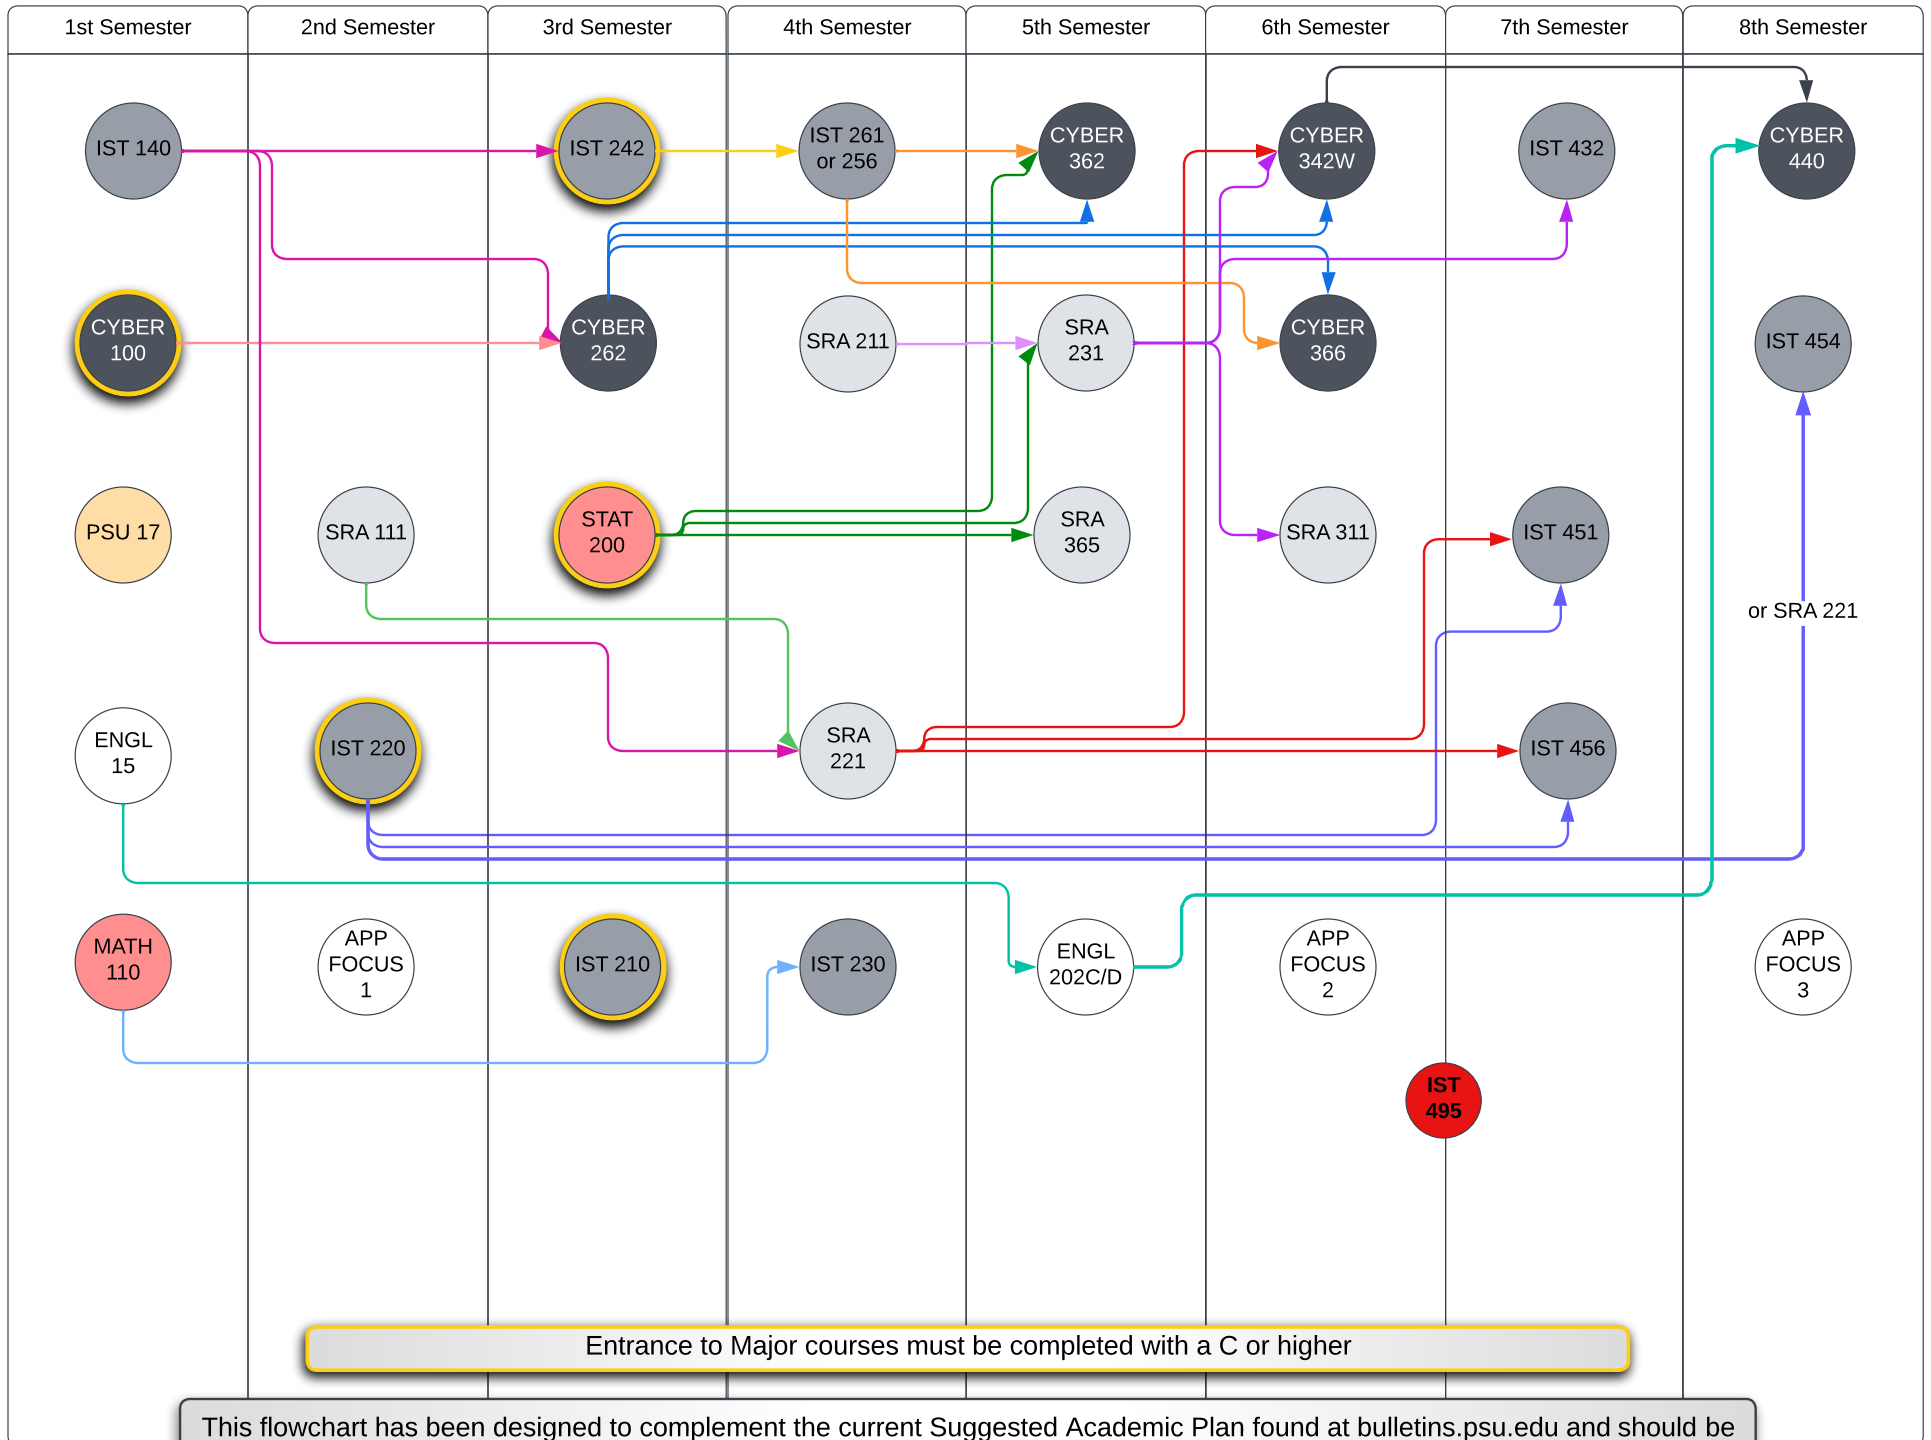 1st Semester
2nd Semester
3rd Semester
4th Semester
5th Semester
6th Semester
7th Semester
8th Semester
IST 140
IST 242
IST 261
or 256
CYBER
362
CYBER
342W
IST 432
CYBER
440
CYBER
100
CYBER
262
SRA 211
SRA
231
CYBER
366
IST 454
PSU 17
SRA 111
STAT
200
SRA
365
SRA 311
IST 451
or SRA 221
ENGL
15
IST 220
SRA
221
IST 456
MATH
110
APP
FOCUS
1
IST 210
IST 230
ENGL
202C/D
APP
FOCUS
2
APP
FOCUS
3
IST
495
Entrance to Major courses must be completed with a C or higher
This flowchart has been designed to complement the current Suggested Academic Plan found at bulletins.psu.edu and should be